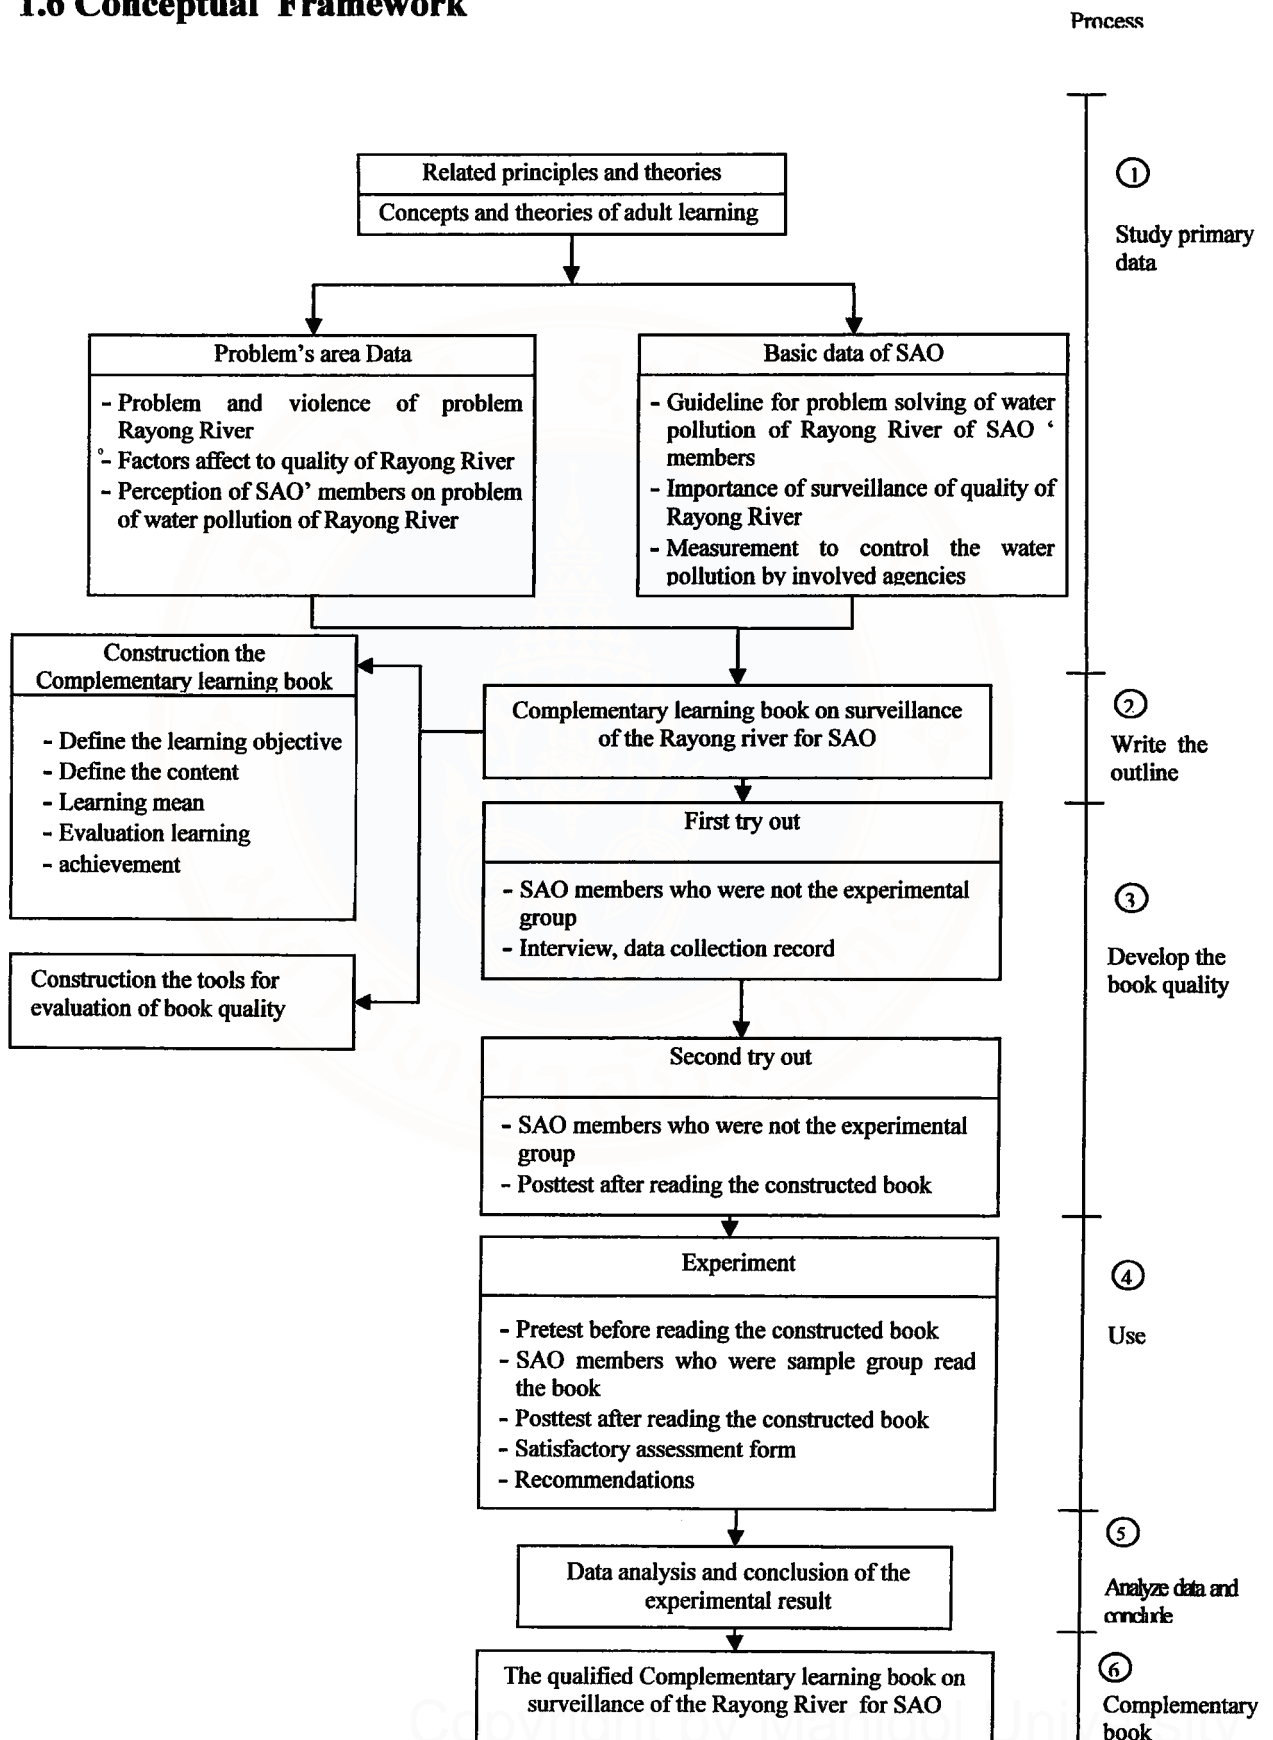 1.6 Conceptual Framework
Process
Related principles and theories
Concepts and theories of adult learning
1
Study primary
data
Problem's area Data
- Problem and violence of problem
Rayong River
- Factors affect to quality of Rayong River
- Perception of SAO' members on problem
of water pollution of Rayong River
Basic data of SAO
- Guideline for problem solving of water
pollution of Rayong River of SAO ‘
members
- Importance of surveillance of quality of
Rayong River
- Measurement to control the water
pollution by involved agencies
Construction the
Complementary learning book
- Define the learning objective
- Define the content
- Learning mean
- Evaluation learning
- achievement
Complementary learning book on surveillance
of the Rayong river for SAO
2
Write the
outline
First try out
- SAO members who were not the experimental
group
- Interview, data collection record
3
Develop the
book quality
Construction the tools for
evaluation of book quality
Second try out
- SAO members who were not the experimental
group
- Posttest after reading the constructed book
Experiment
- Pretest before reading the constructed book
- SAO members who were sample group read
the book
- Posttest after reading the constructed book
- Satisfactory assessment form
- Recommendations
4
Use
Data analysis and conclusion of the
experimental result
5
Analyze data and
conclude
The qualified Complementary learning book on
surveillance of the Rayong River for SAO
6
Complementary
book
Copyright by Mahidol University